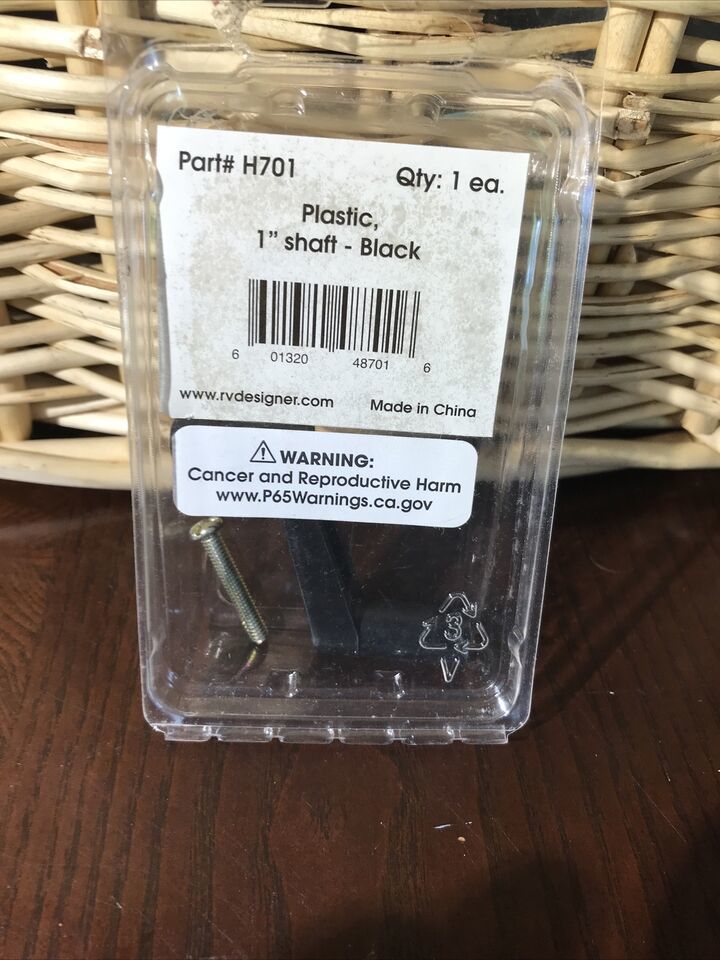 Part# H701 Qty: 1 ea.
Plastic,
1” shaft - Black
6 01320 48701 6
www.rvdesigner.com Made in China
⚠ WARNING:
Cancer and Reproductive Harm
www.P65Warnings.ca.gov